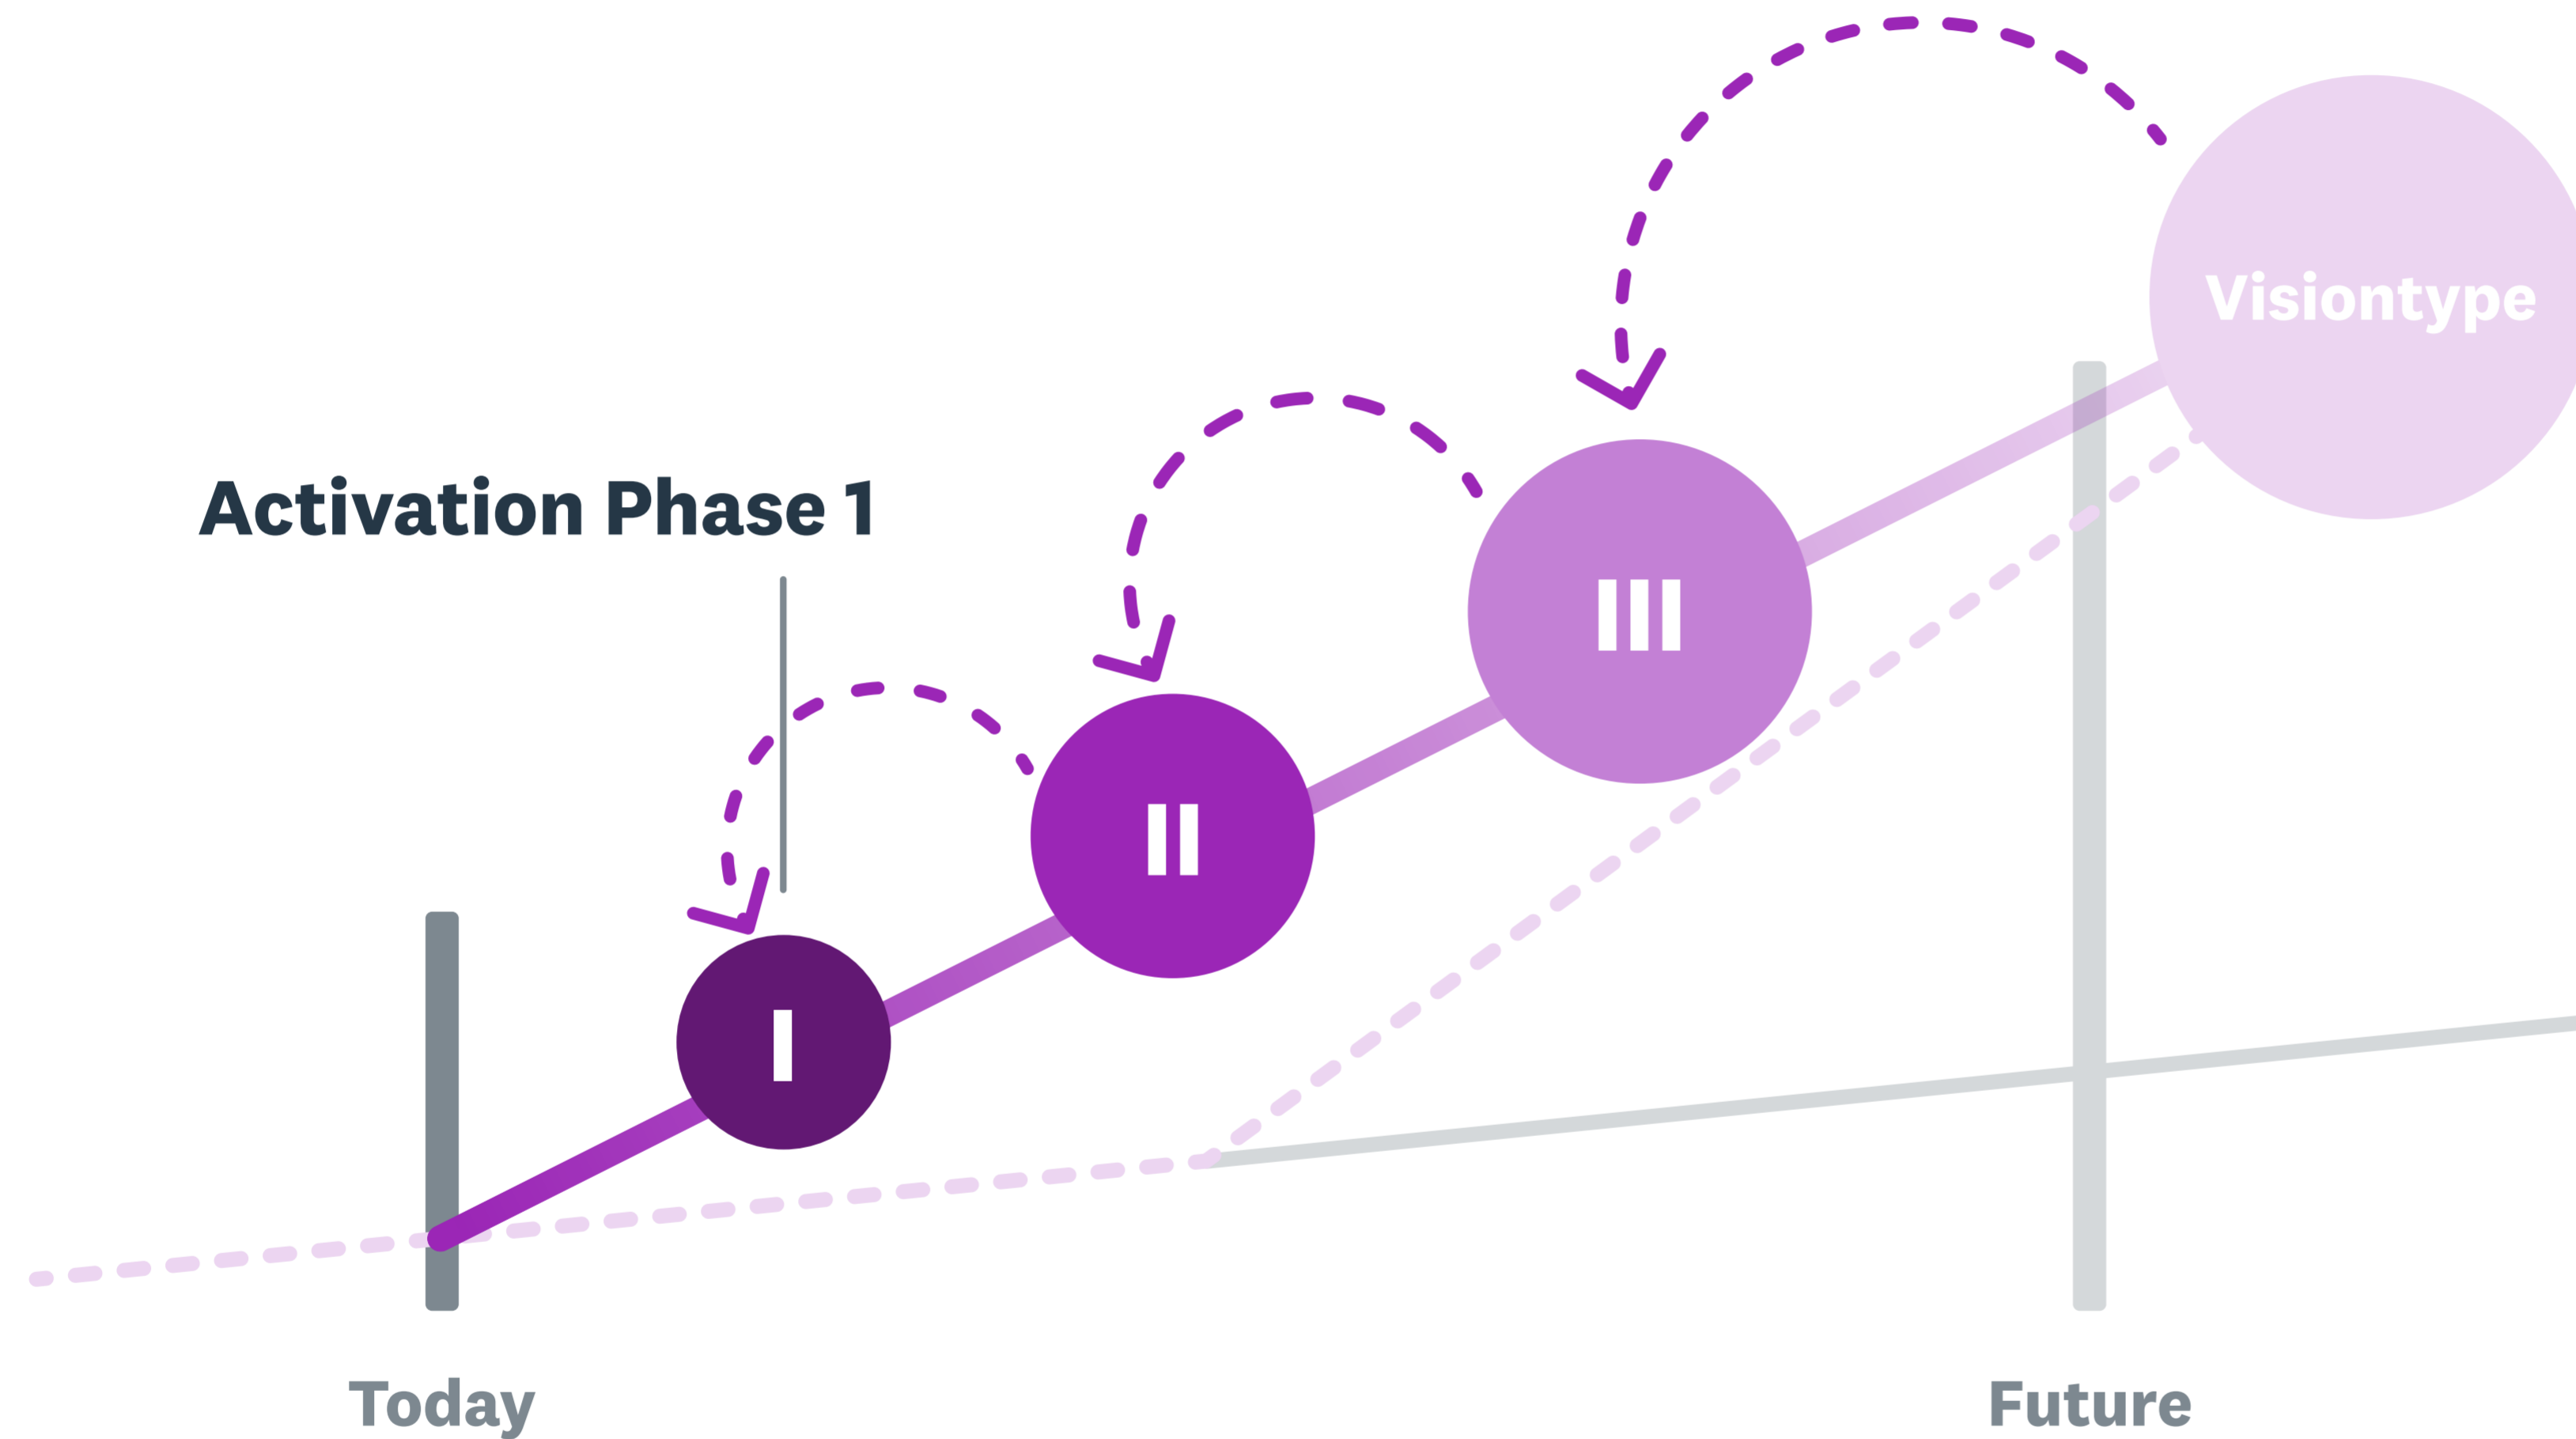 Visiontype
Activation Phase 1
III
II
I
Today
Future